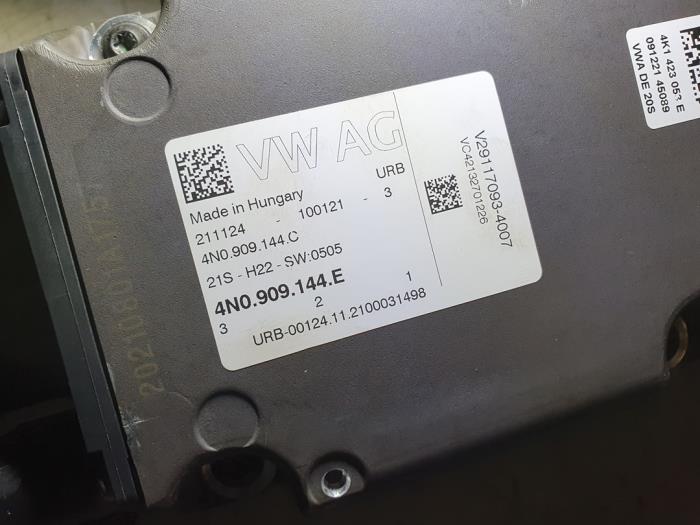 VW AG
Made in Hungary URB
211124 - 100121 - 3
4N0.909.144.C
21S - H22 - SW:0505
4N0.909.144.E
3 2 1
URB-00124.11.2100031498
V29117093-4007
VC42132701226
4K1 423 053 E
091221 45089
VWA DE 20S